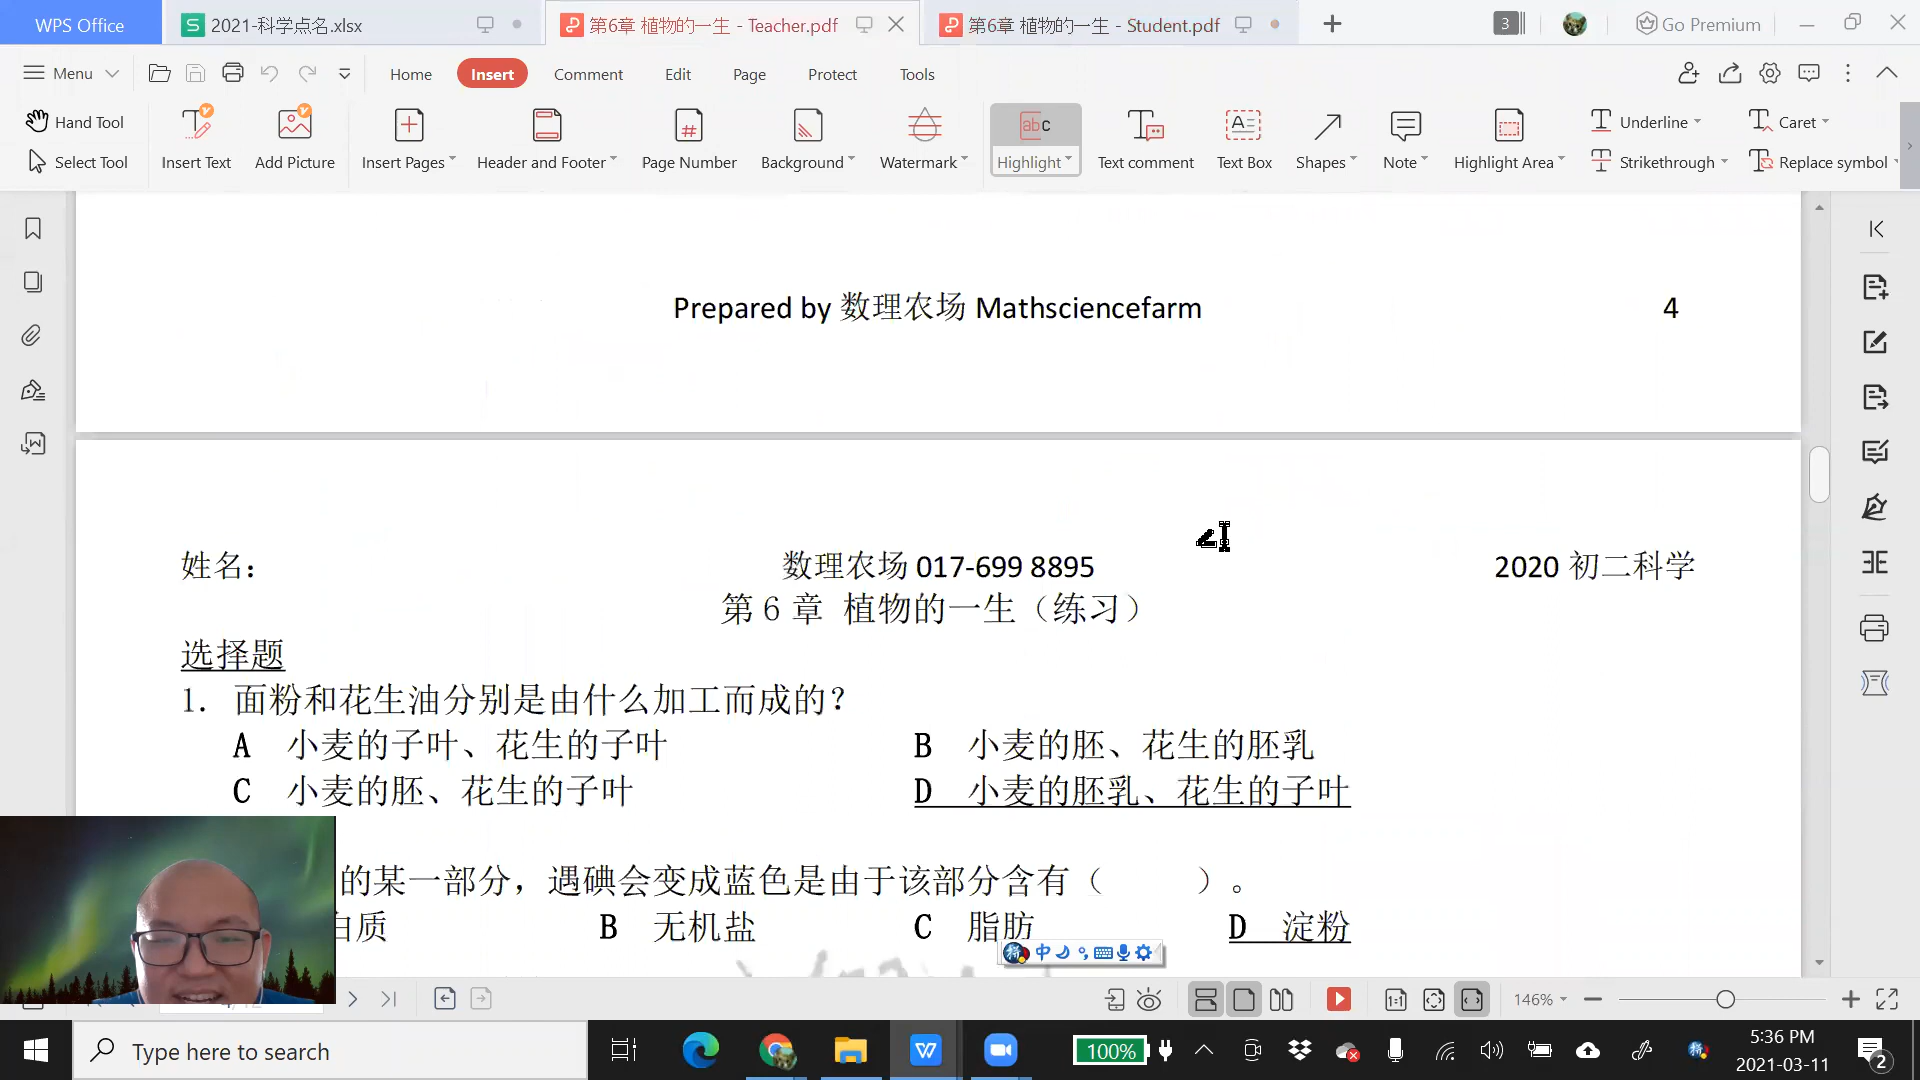 WPS Office
2021-科学点名.xlsx
第6章 植物的一生 - Teacher.pdf
第6章 植物的一生 - Student.pdf
3
Go Premium
Menu
Home
Insert
Comment
Edit
Page
Protect
Tools
Hand Tool
Select Tool
Insert Text
Add Picture
Insert Pages
Header and Footer
Page Number
Background
Watermark
Highlight
Text comment
Text Box
Shapes
Note
Highlight Area
Underline
Strikethrough
Caret
Replace symbol
Prepared by 数理农场 Mathsciencefarm 4
姓名: 数理农场 017-699 8895 2020 初二科学
第 6 章 植物的一生（练习）
选择题
1. 面粉和花生油分别是由什么加工而成的？
A 小麦的子叶、花生的子叶 B 小麦的胚、花生的胚乳
C 小麦的胚、花生的子叶 D 小麦的胚乳、花生的子叶
的某一部分，遇碘会变成蓝色是由于该部分含有（ ）。
白质 B 无机盐 C 脂肪 D 淀粉
中
146%
Type here to search
100%
5:36 PM
2021-03-11
2